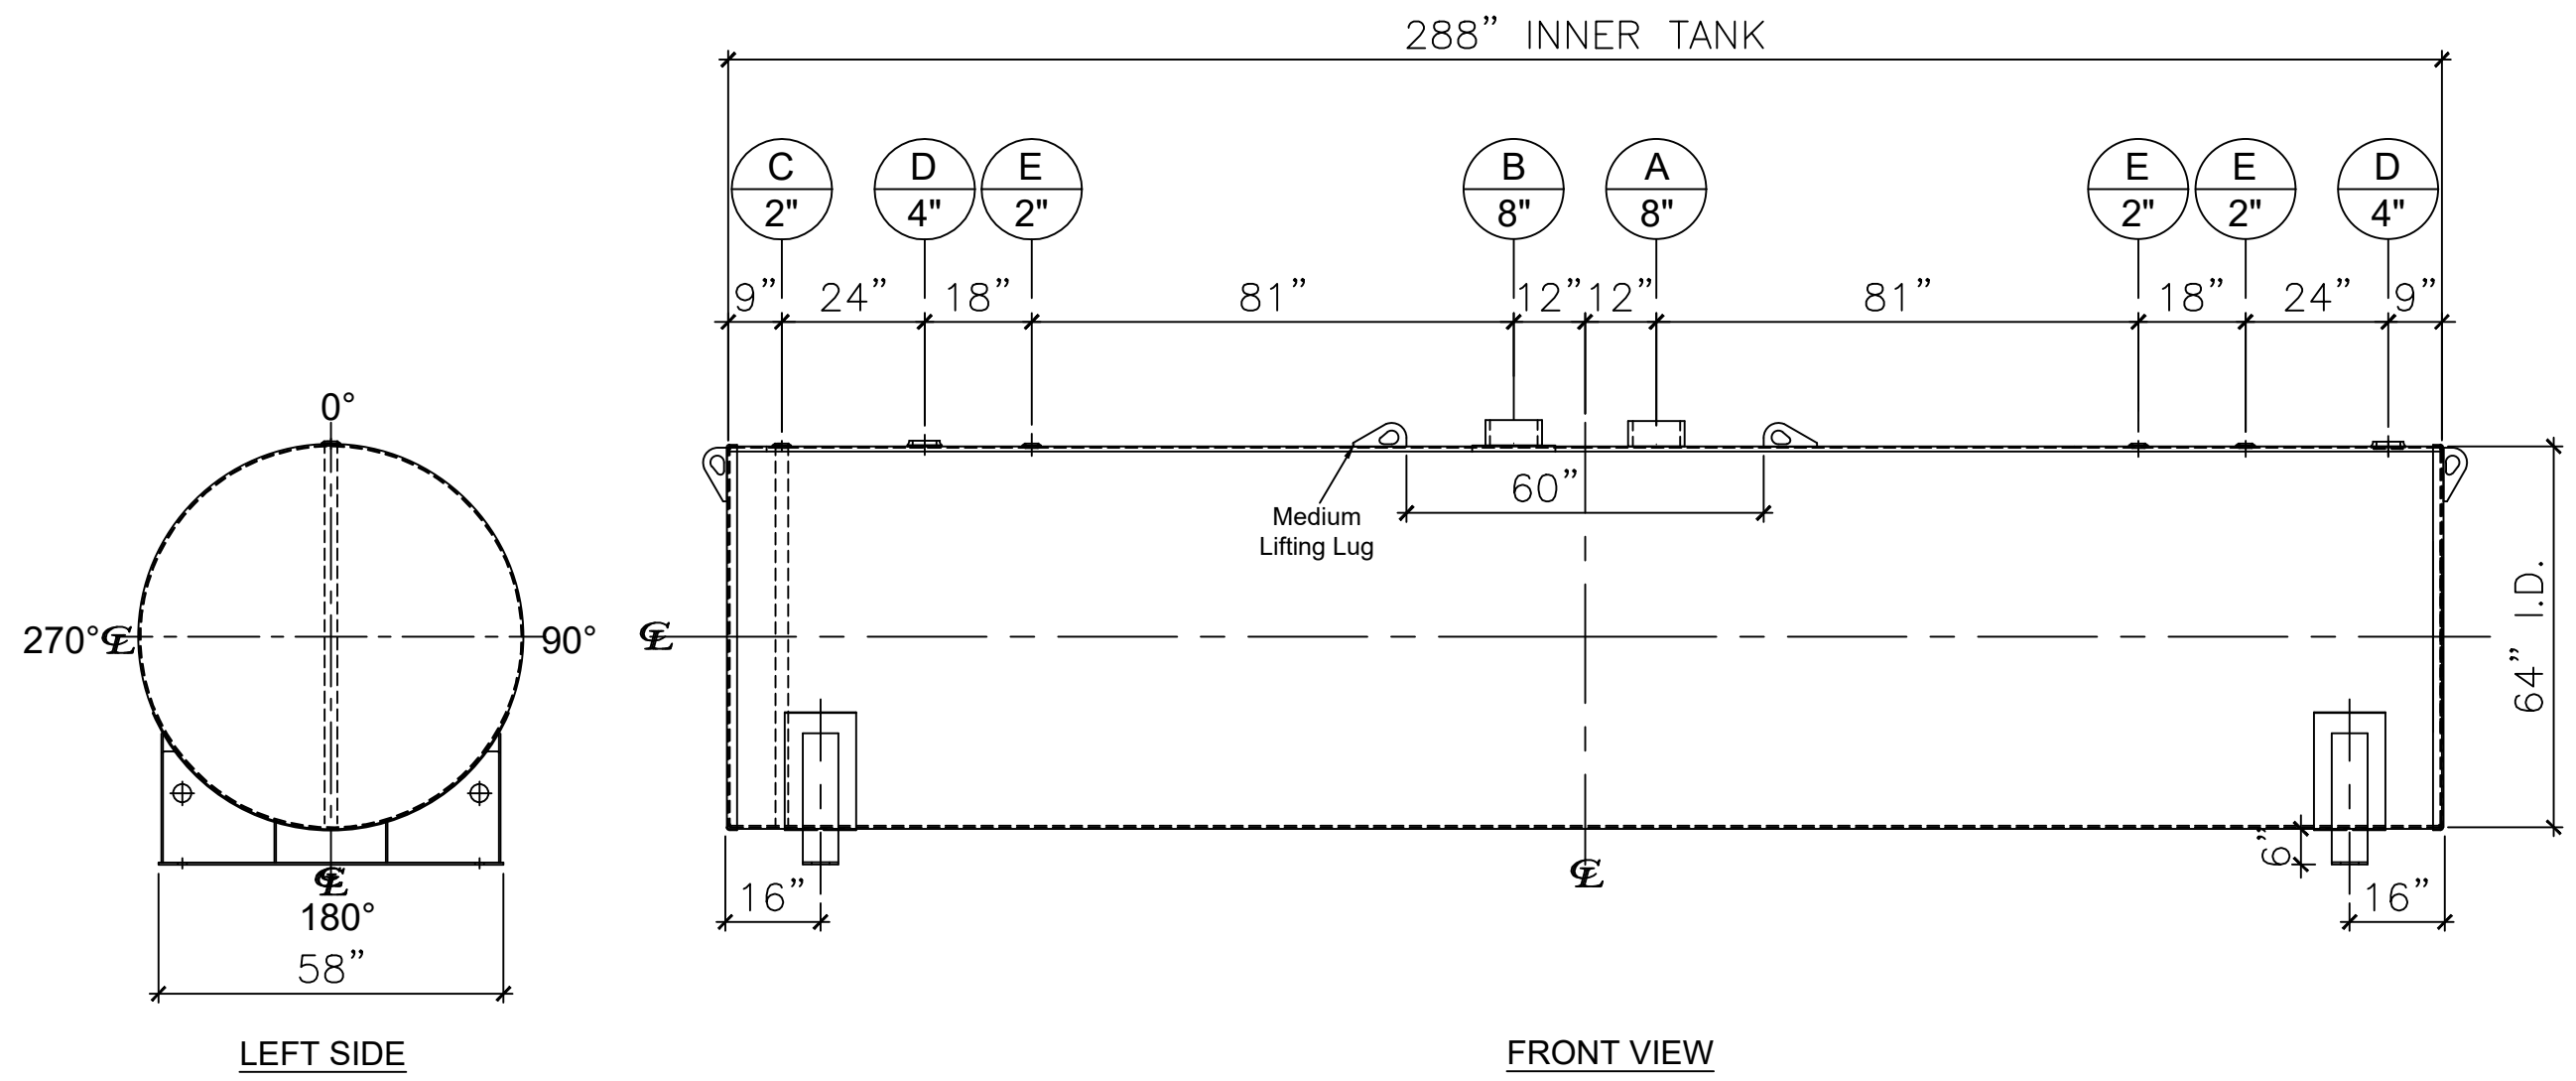 288” INNER TANK
C D E B A E E D
2" 4" 2" 8" 8" 2" 2" 4"
9” 24” 18” 81” 12” 12” 81” 18” 24” 9”
0°
60”
Medium
Lifting Lug
64” I.D.
270° ℄ 90° ℄
6”
℄ ℄
16” 16”
180°
58”
LEFT SIDE FRONT VIEW